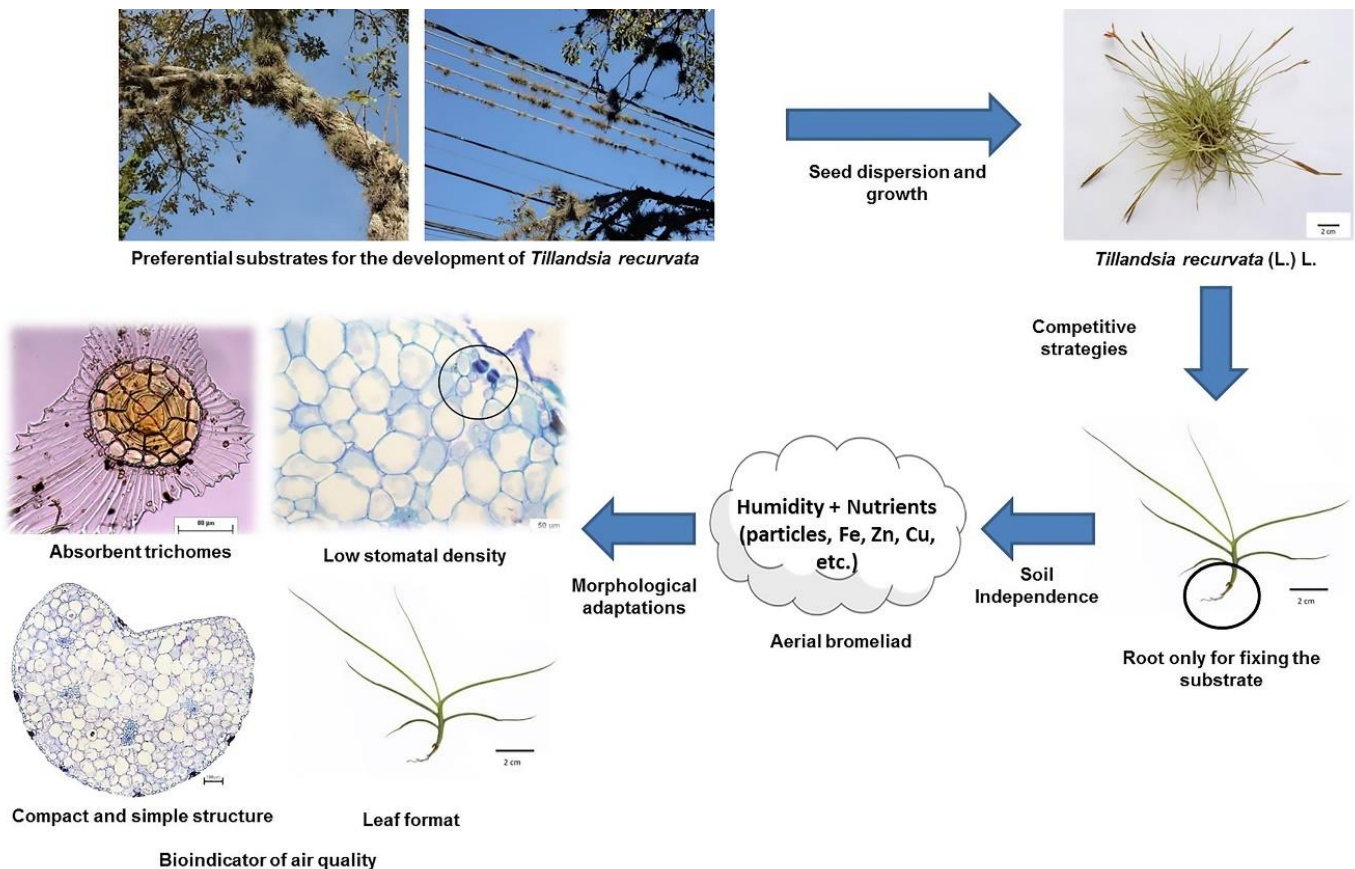 Preferential substrates for the development of Tillandsia recurvata
Seed dispersion and
growth
2 cm
Tillandsia recurvata (L.) L.
Competitive
strategies
2 cm
Root only for fixing the
substrate
Soil
Independence
Humidity + Nutrients
(particles, Fe, Zn, Cu,
etc.)
Aerial bromeliad
Morphological
adaptations
50 µm
Absorbent trichomes
Low stomatal density
2 cm
Compact and simple structure
Leaf format
Bioindicator of air quality